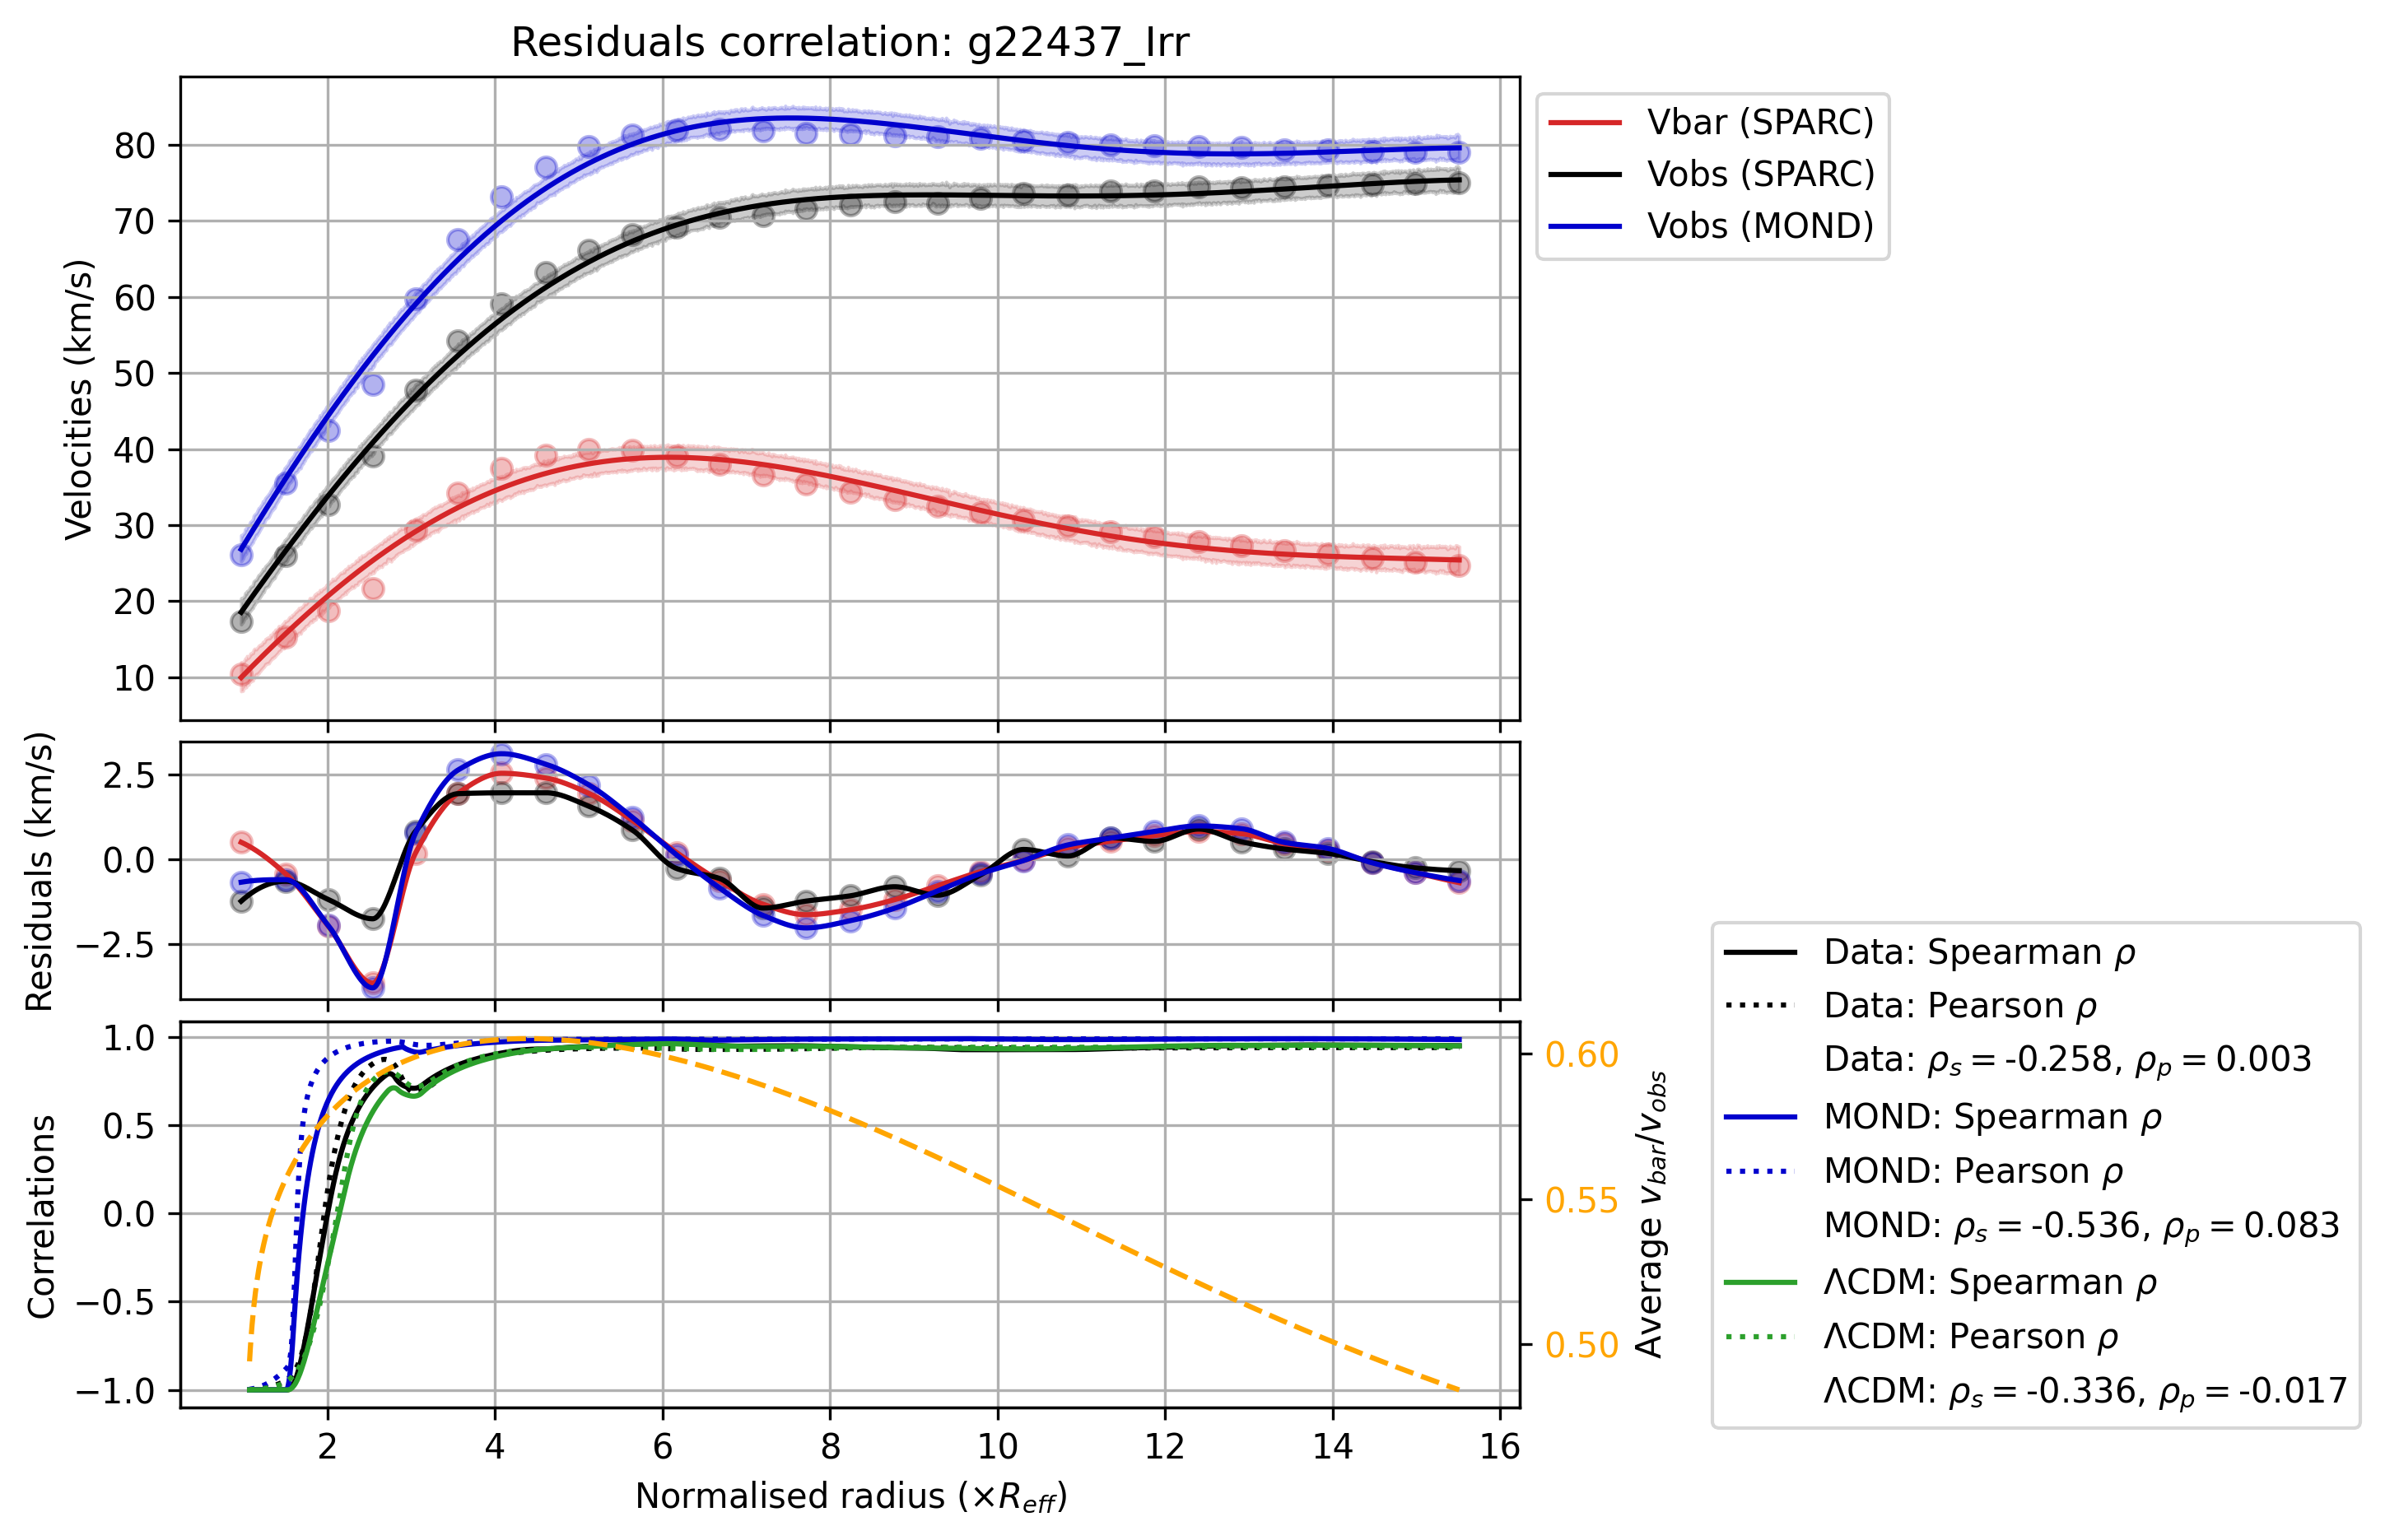 Residuals correlation: g22437_Irr
Velocities (km/s)
80
70
60
50
40
30
20
10
Vbar (SPARC)
Vobs (SPARC)
Vobs (MOND)
Residuals (km/s)
2.5
0.0
−2.5
Correlations
1.0
0.5
0.0
−0.5
−1.0
0.60
0.55
0.50
Average v_bar/v_obs
2 4 6 8 10 12 14 16
Normalised radius (×R_eff)
Data: Spearman ρ
Data: Pearson ρ
Data: ρ_s = -0.258, ρ_p = 0.003
MOND: Spearman ρ
MOND: Pearson ρ
MOND: ρ_s = -0.536, ρ_p = 0.083
ΛCDM: Spearman ρ
ΛCDM: Pearson ρ
ΛCDM: ρ_s = -0.336, ρ_p = -0.017